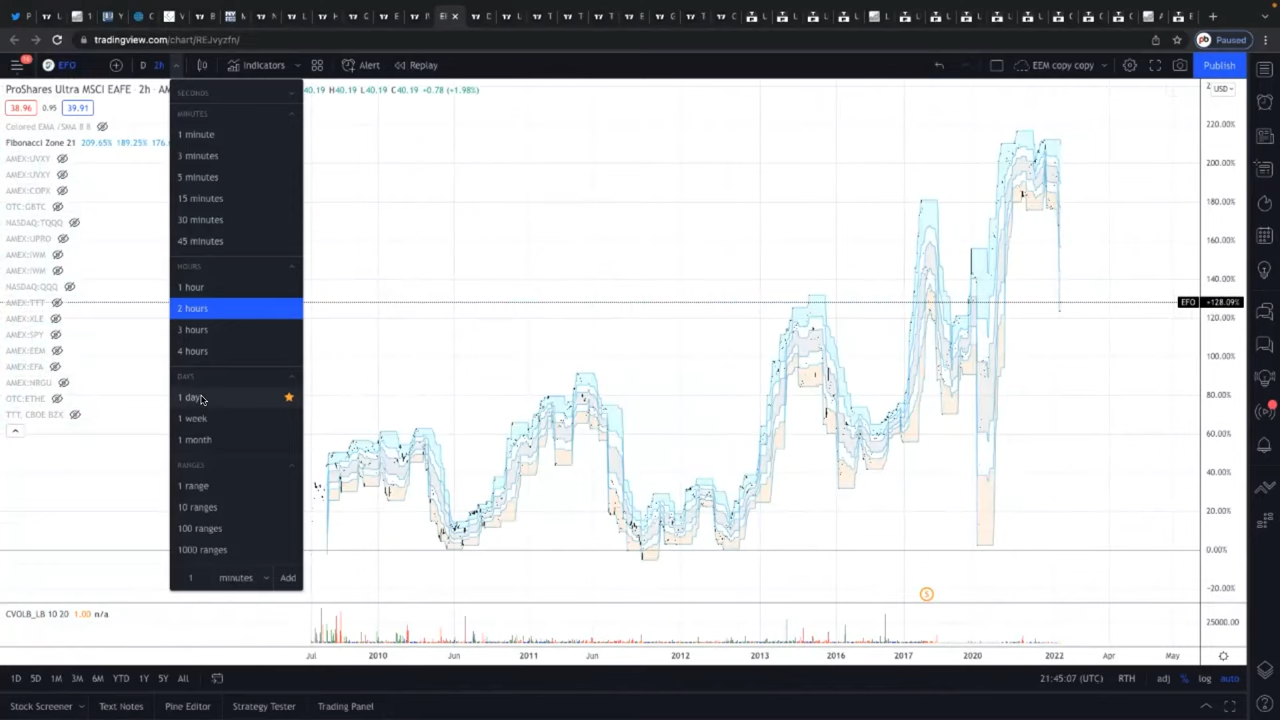 tradingview.com/chart/REJvyzfn/
Paused
EFO
D
2h
Indicators
Alert
Replay
EEM copy copy
Publish
ProShares Ultra MSCI EAFE · 2h · AM
40.19 H40.19 L40.19 C40.19 +0.78 (+1.98%)
USD
38.96 0.95 39.91
Colored EMA /SMA 8 8
Fibonacci Zone 21 209.65% 189.25% 176.
AMEX:UVXY
AMEX:UVXY
AMEX:COPX
OTC:GBTC
NASDAQ:TQQQ
AMEX:UPRO
AMEX:IWM
AMEX:IWM
NASDAQ:QQQ
AMEX:TFT
AMEX:XLE
AMEX:SPY
AMEX:EEM
AMEX:EFA
AMEX:NRGU
OTC:ETHE
TTT, CBOE BZX
SECONDS
MINUTES
1 minute
3 minutes
5 minutes
15 minutes
30 minutes
45 minutes
HOURS
1 hour
2 hours
3 hours
4 hours
DAYS
1 day
1 week
1 month
RANGES
1 range
10 ranges
100 ranges
1000 ranges
1 minutes Add
220.00%
200.00%
180.00%
160.00%
140.00%
EFO +128.09%
120.00%
100.00%
80.00%
60.00%
40.00%
20.00%
0.00%
-20.00%
S
CVOLB_LB 10 20 1.00 n/a
25000.00
Jul 2010 Jun 2011 Jun 2012 2013 2016 2017 2020 2022 Apr May
1D 5D 1M 3M 6M YTD 1Y 5Y All
21:45:07 (UTC) RTH adj % log auto
Stock Screener Text Notes Pine Editor Strategy Tester Trading Panel